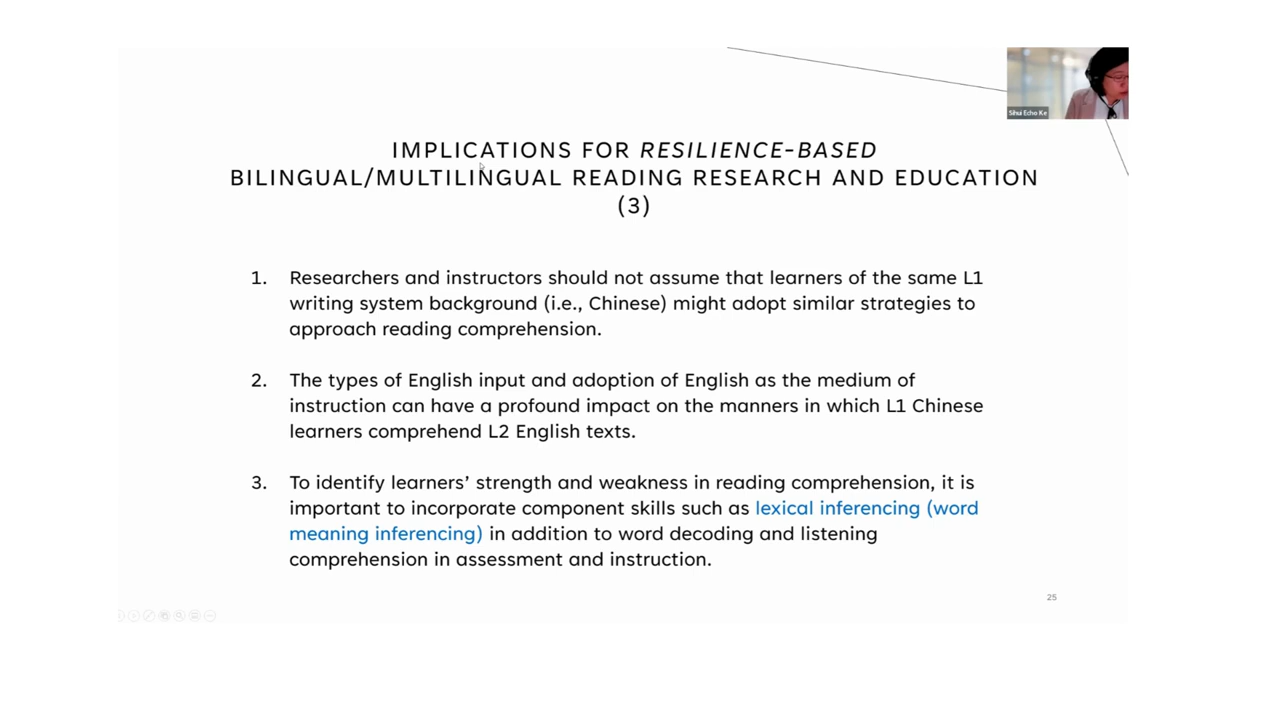 Sihui Echo Ke
IMPLICATIONS FOR RESILIENCE-BASED
BILINGUAL/MULTILINGUAL READING RESEARCH AND EDUCATION
(3)
1. Researchers and instructors should not assume that learners of the same L1
writing system background (i.e., Chinese) might adopt similar strategies to
approach reading comprehension.
2. The types of English input and adoption of English as the medium of
instruction can have a profound impact on the manners in which L1 Chinese
learners comprehend L2 English texts.
3. To identify learners’ strength and weakness in reading comprehension, it is
important to incorporate component skills such as lexical inferencing (word
meaning inferencing) in addition to word decoding and listening
comprehension in assessment and instruction.
25